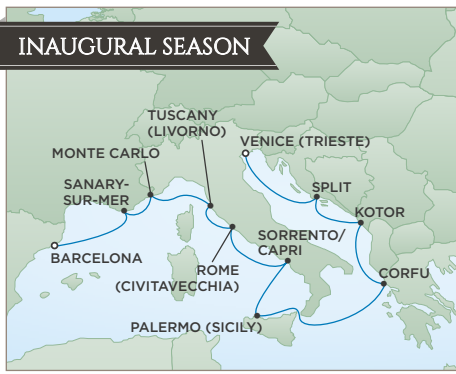 INAUGURAL SEASON
TUSCANY
(LIVORNO)
VENICE (TRIESTE)
MONTE CARLO
SANARY-
SUR-MER
SPLIT
KOTOR
SORRENTO/
CAPRI
BARCELONA
ROME
(CIVITAVECCHIA)
CORFU
PALERMO (SICILY)